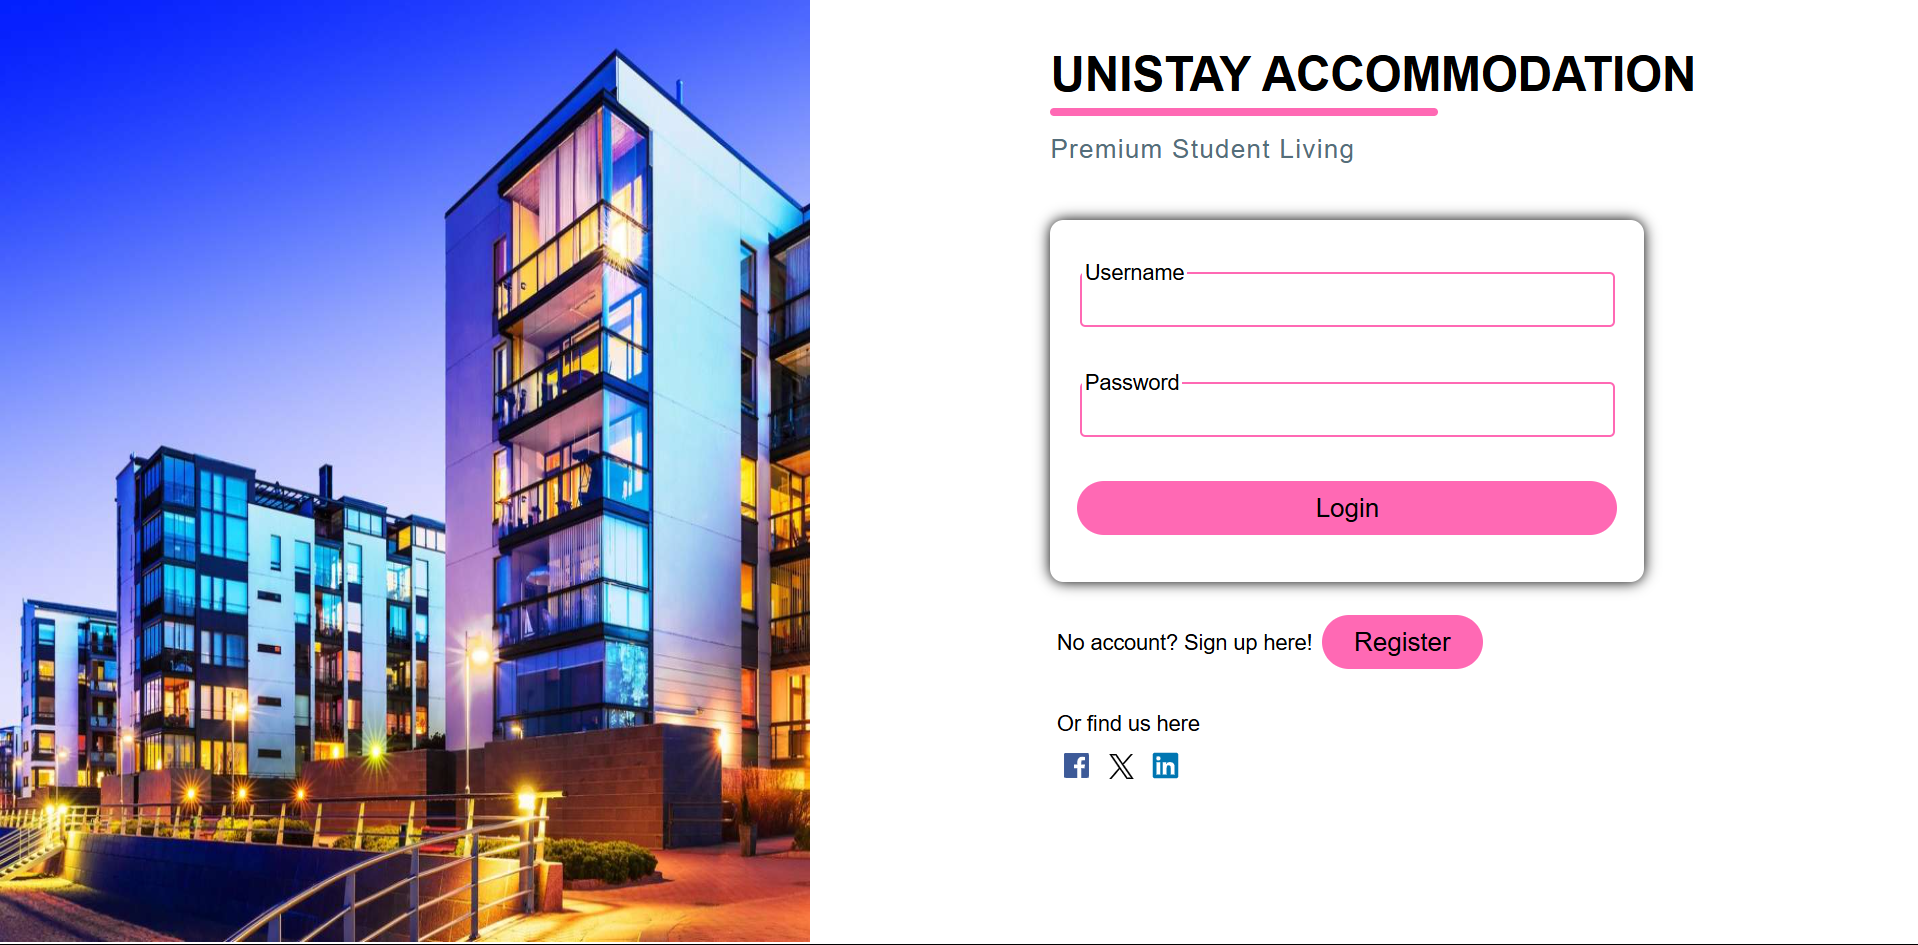 UNISTAY ACCOMMODATION
Premium Student Living
Username
Password
Login
No account? Sign up here! Register
Or find us here